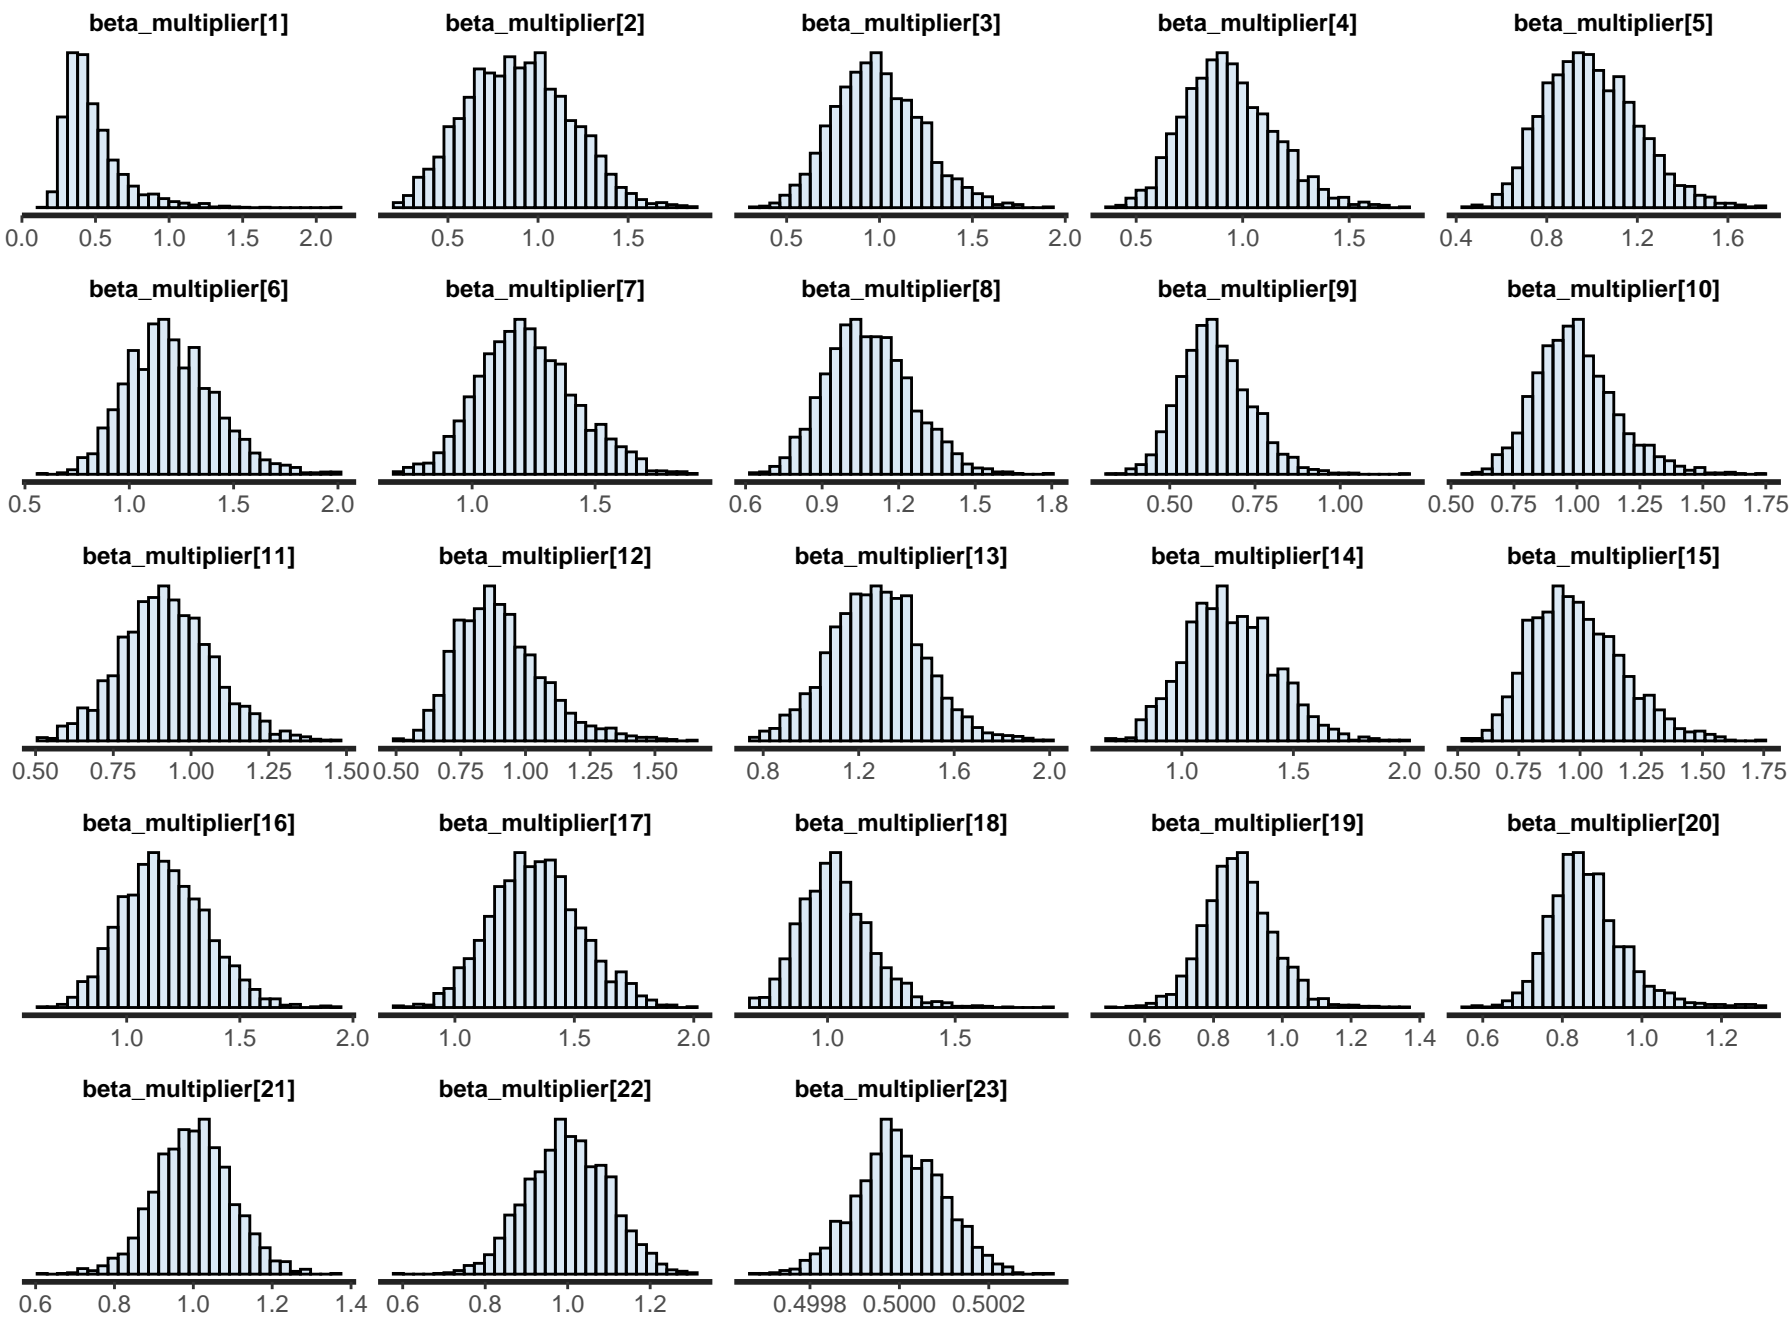 beta_multiplier[1] beta_multiplier[2] beta_multiplier[3] beta_multiplier[4] beta_multiplier[5]
0.0 0.5 1.0 1.5 2.0 0.5 1.0 1.5 0.5 1.0 1.5 2.0 0.5 1.0 1.5 0.4 0.8 1.2 1.6
beta_multiplier[6] beta_multiplier[7] beta_multiplier[8] beta_multiplier[9] beta_multiplier[10]
0.5 1.0 1.5 2.0 1.0 1.5 0.6 0.9 1.2 1.5 1.8 0.50 0.75 1.00 0.50 0.75 1.00 1.25 1.50 1.75
beta_multiplier[11] beta_multiplier[12] beta_multiplier[13] beta_multiplier[14] beta_multiplier[15]
0.50 0.75 1.00 1.25 1.50 0.50 0.75 1.00 1.25 1.50 0.8 1.2 1.6 2.0 1.0 1.5 2.0 0.50 0.75 1.00 1.25 1.50 1.75
beta_multiplier[16] beta_multiplier[17] beta_multiplier[18] beta_multiplier[19] beta_multiplier[20]
1.0 1.5 2.0 1.0 1.5 2.0 1.0 1.5 0.6 0.8 1.0 1.2 1.4 0.6 0.8 1.0 1.2
beta_multiplier[21] beta_multiplier[22] beta_multiplier[23]
0.6 0.8 1.0 1.2 1.4 0.6 0.8 1.0 1.2 0.4998 0.5000 0.5002